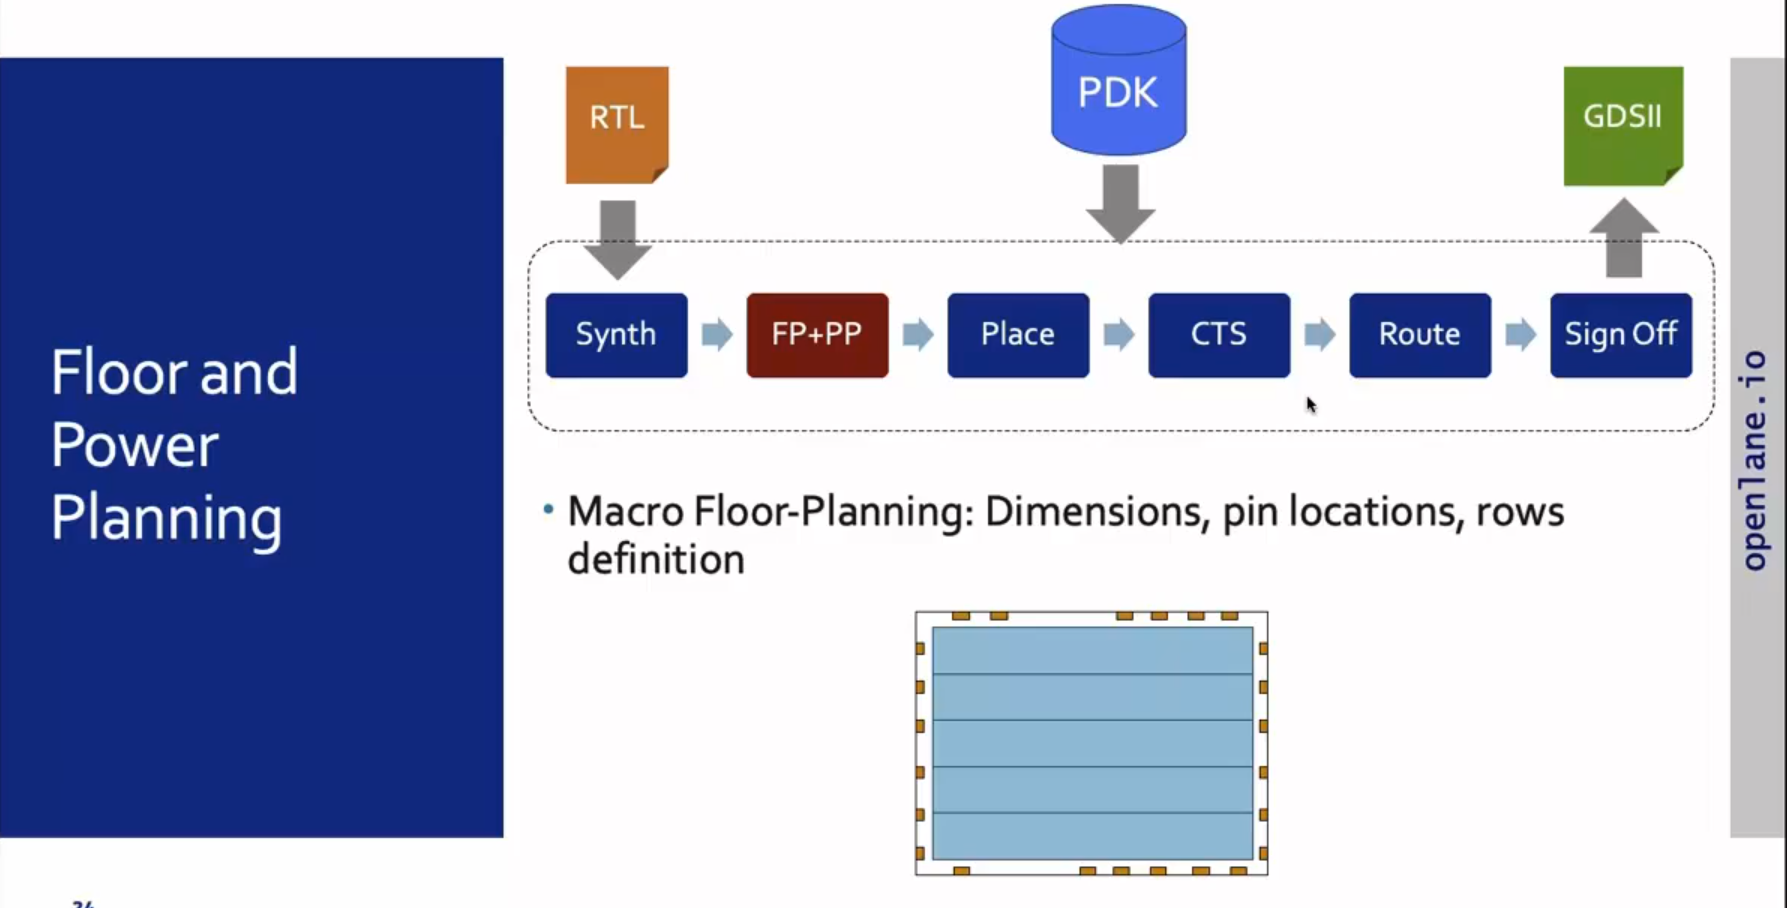 RTL
PDK
GDSII
Synth
FP+PP
Place
CTS
Route
Sign Off
Floor and
Power
Planning
• Macro Floor-Planning: Dimensions, pin locations, rows
definition
openlane.io